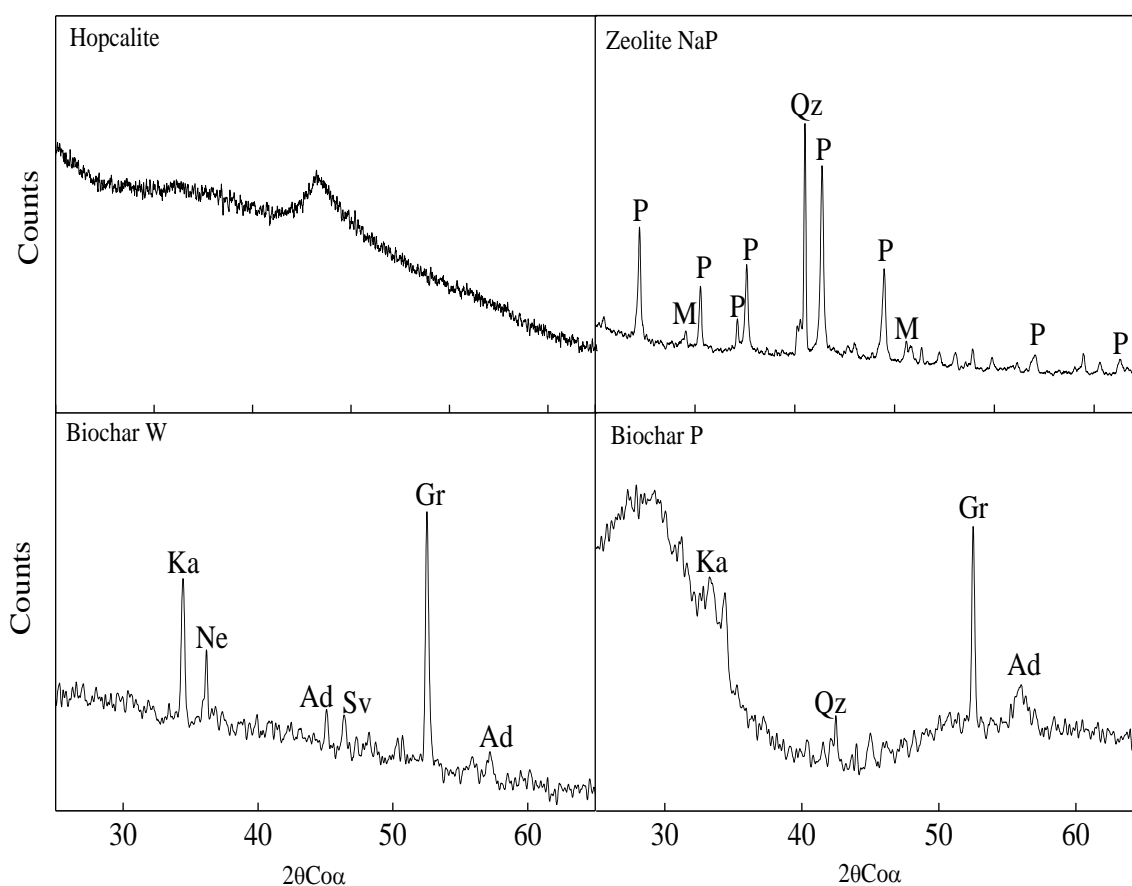 Hopcalite
Counts
Zeolite NaP
P
M
P
P
P
Qz
P
P
M
P
P
Biochar W
Counts
Ka
Ne
Ad
Sv
Gr
Ad
30 40 50 60
2θCoα
Biochar P
Ka
Qz
Gr
Ad
30 40 50 60
2θCoα